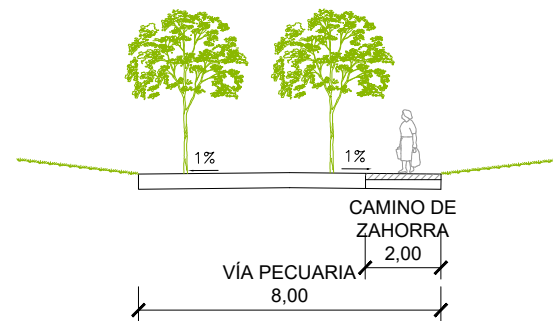 1%
1%
CAMINO DE
ZAHORRA
2,00
VÍA PECUARIA
8,00